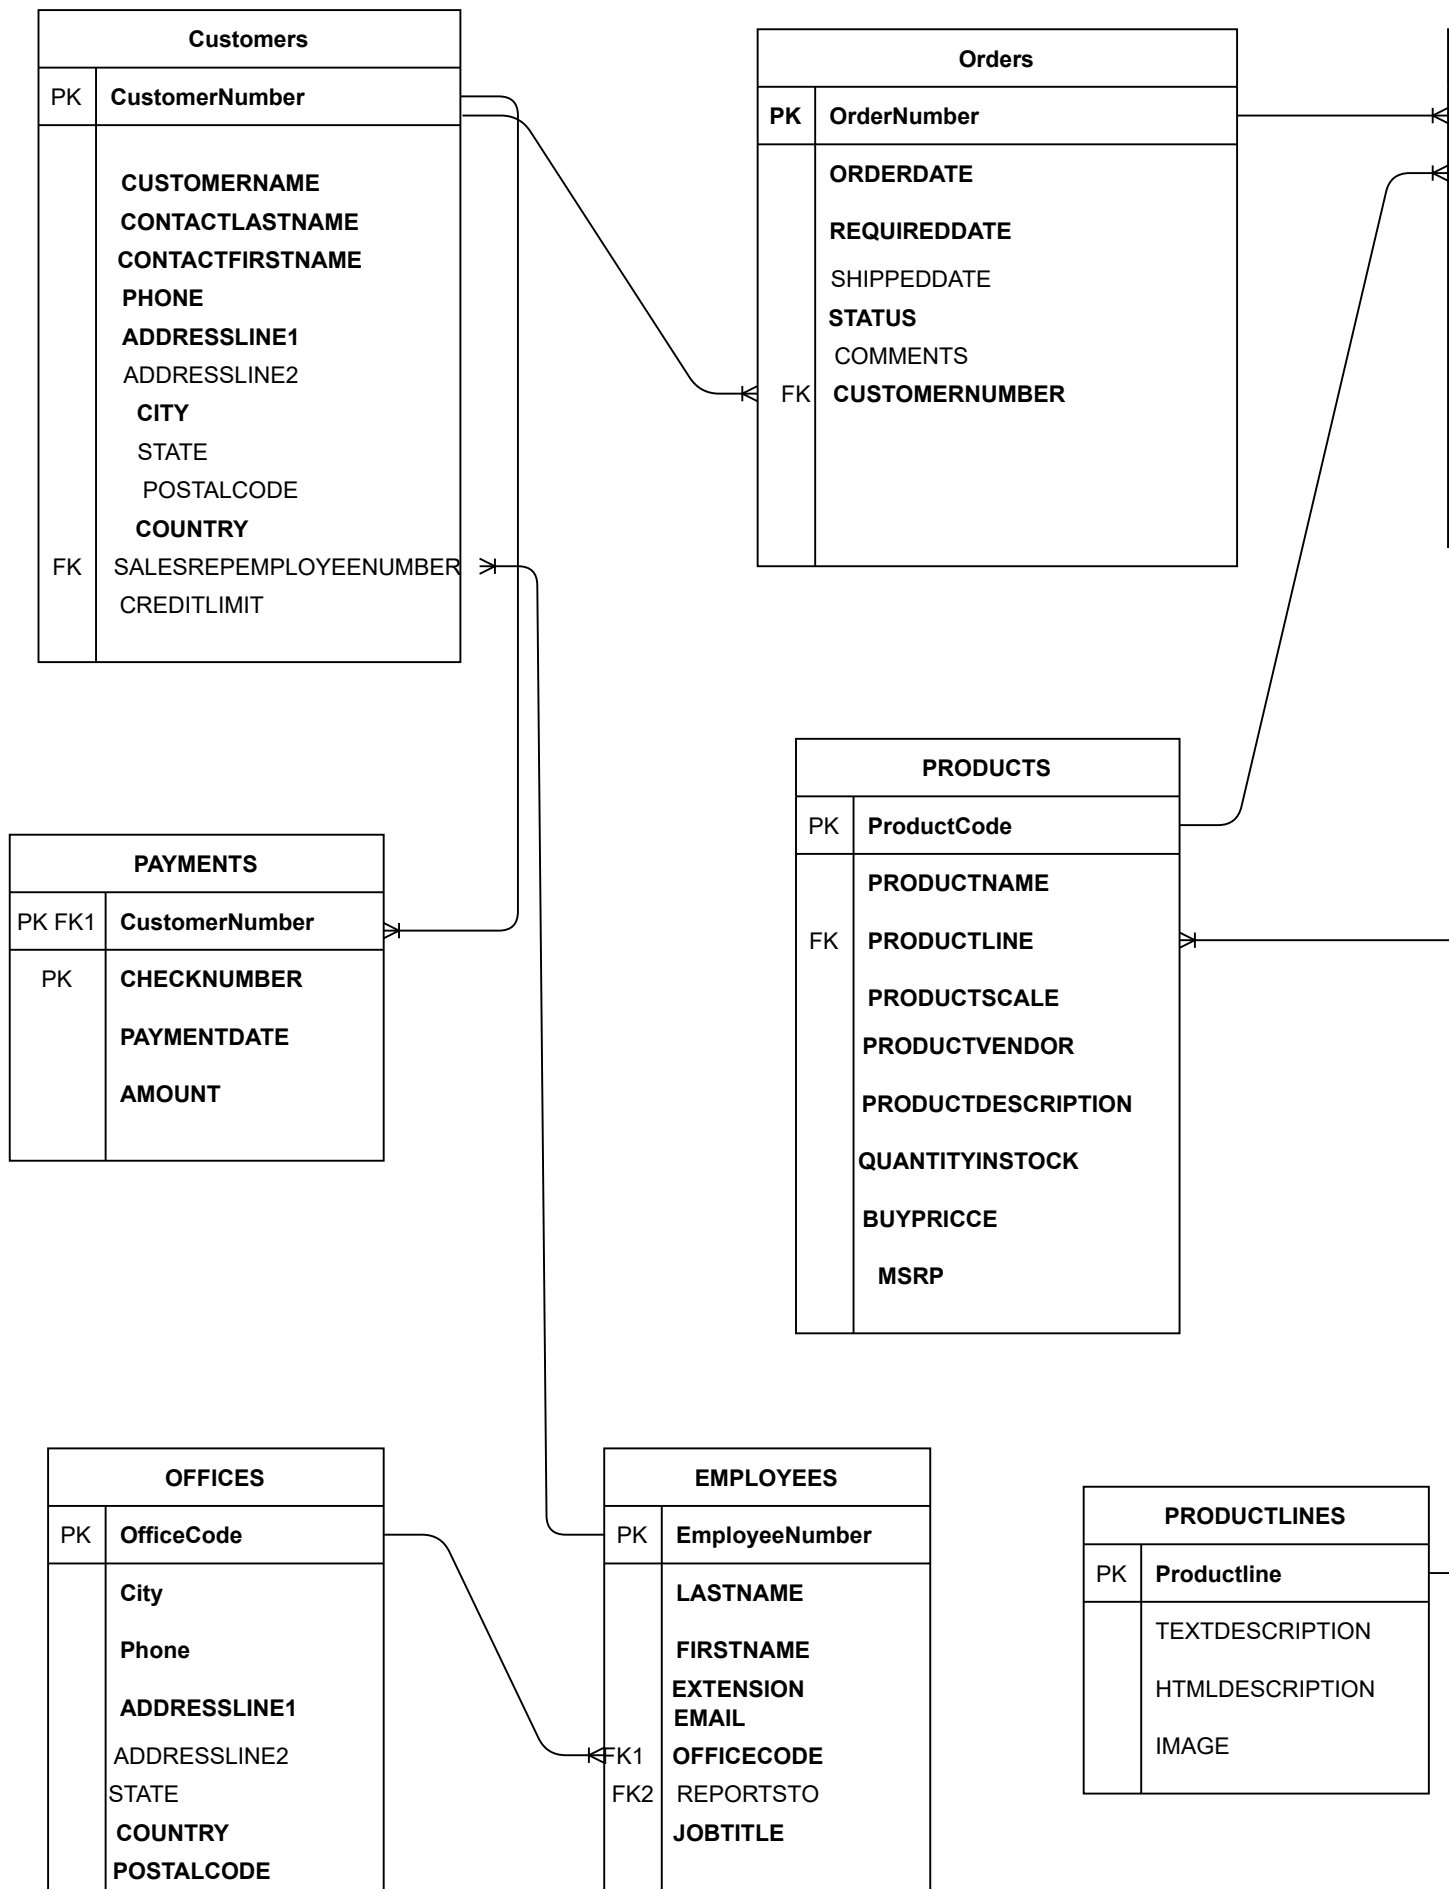 Customers
PK CustomerNumber
CUSTOMERNAME
CONTACTLASTNAME
CONTACTFIRSTNAME
PHONE
ADDRESSLINE1
ADDRESSLINE2
CITY
STATE
POSTALCODE
COUNTRY
FK SALESREPEMPLOYEENUMBER
CREDITLIMIT
Orders
PK OrderNumber
ORDERDATE
REQUIREDDATE
SHIPPEDDATE
STATUS
COMMENTS
FK CUSTOMERNUMBER
PAYMENTS
PK FK1 CustomerNumber
PK CHECKNUMBER
PAYMENTDATE
AMOUNT
PRODUCTS
PK ProductCode
PRODUCTNAME
FK PRODUCTLINE
PRODUCTSCALE
PRODUCTVENDOR
PRODUCTDESCRIPTION
QUANTITYINSTOCK
BUYPRICCE
MSRP
OFFICES
PK OfficeCode
City
Phone
ADDRESSLINE1
ADDRESSLINE2
STATE
COUNTRY
POSTALCODE
EMPLOYEES
PK EmployeeNumber
LASTNAME
FIRSTNAME
EXTENSION
EMAIL
FK1 OFFICECODE
FK2 REPORTSTO
JOBTITLE
PRODUCTLINES
PK Productline
TEXTDESCRIPTION
HTMLDESCRIPTION
IMAGE